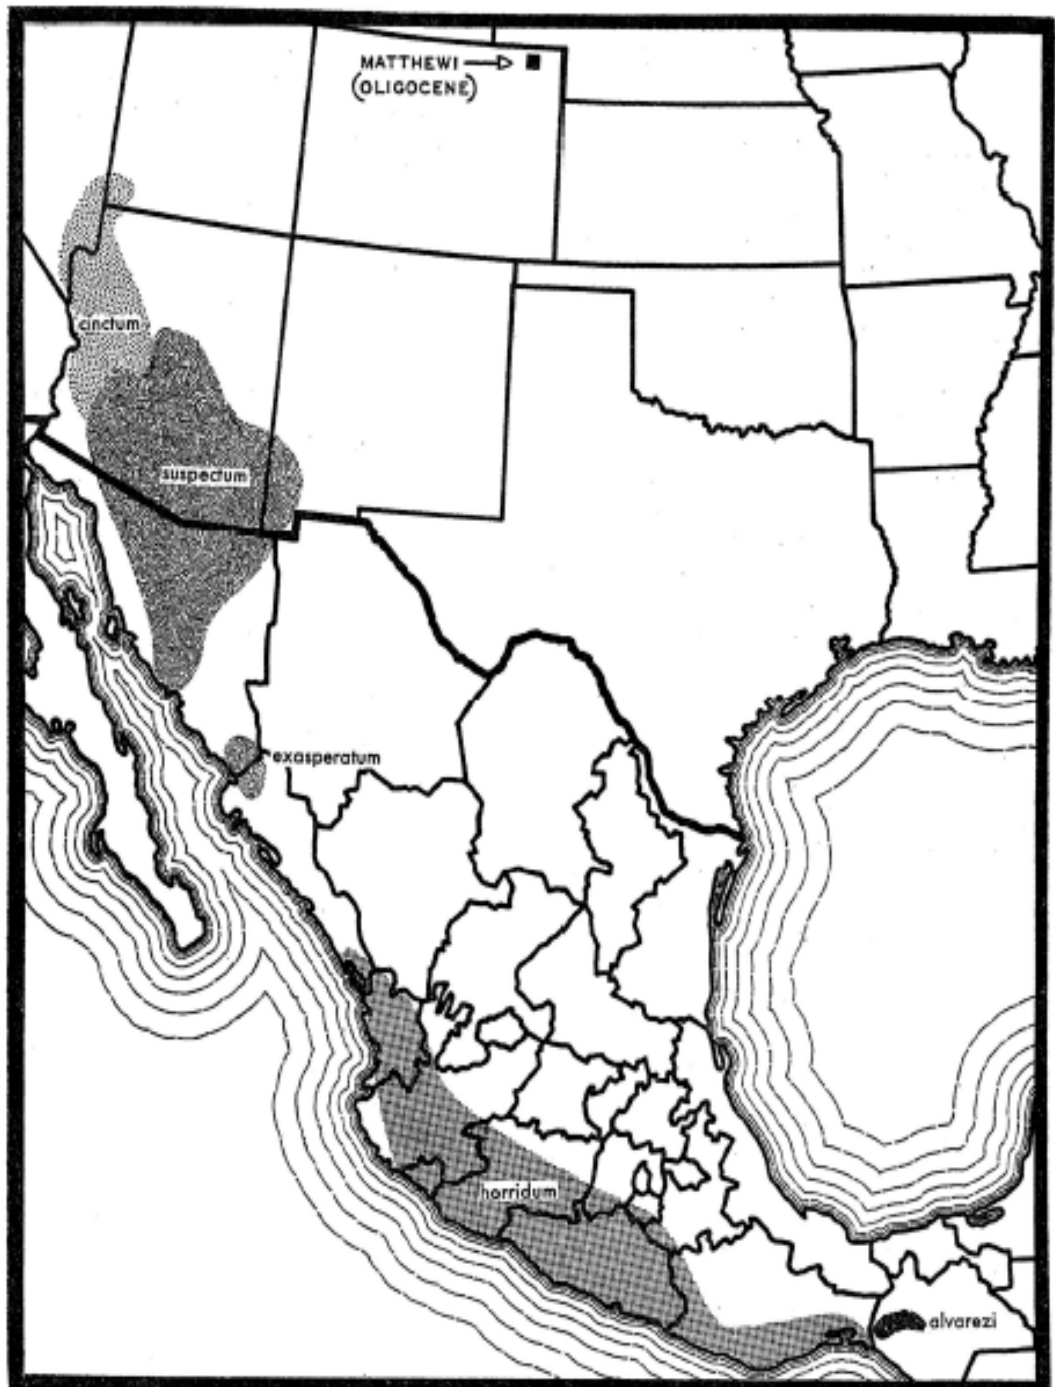 MATTHEWI
(OLIGOCENE)
cinctum
suspectum
exasperatum
horridum
alvarezi